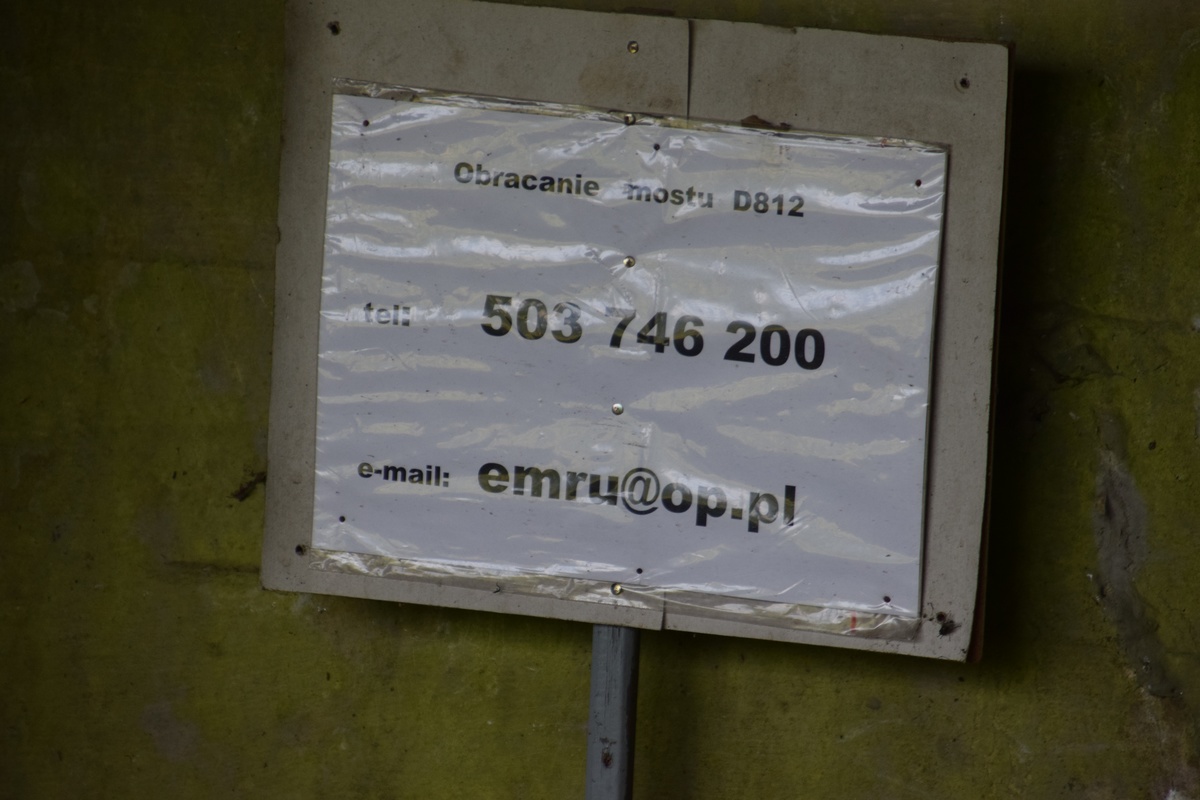 Obracanie mostu D812
tel: 503 746 200
e-mail: emru@op.pl